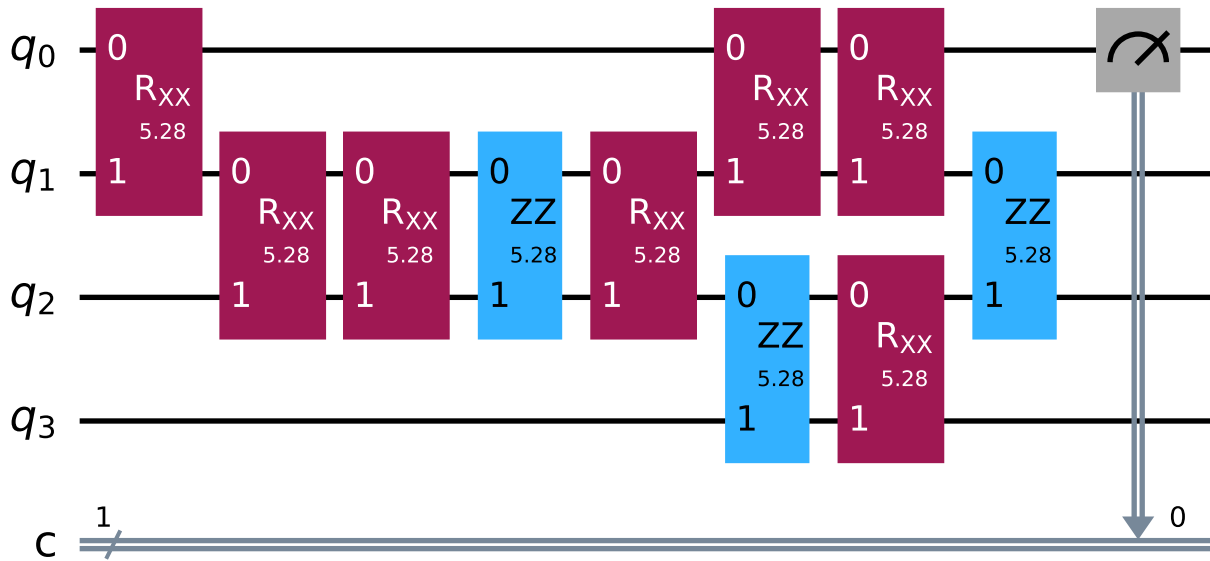 q0 0 0 0
RXX RXX RXX
5.28 5.28 5.28
q1 1 0 0 0 0 1 1 0
RXX RXX ZZ RXX ZZ
5.28 5.28 5.28 5.28 5.28
q2 1 1 1 1 0 0 1
ZZ RXX
5.28 5.28
q3 1 1
1 0
c